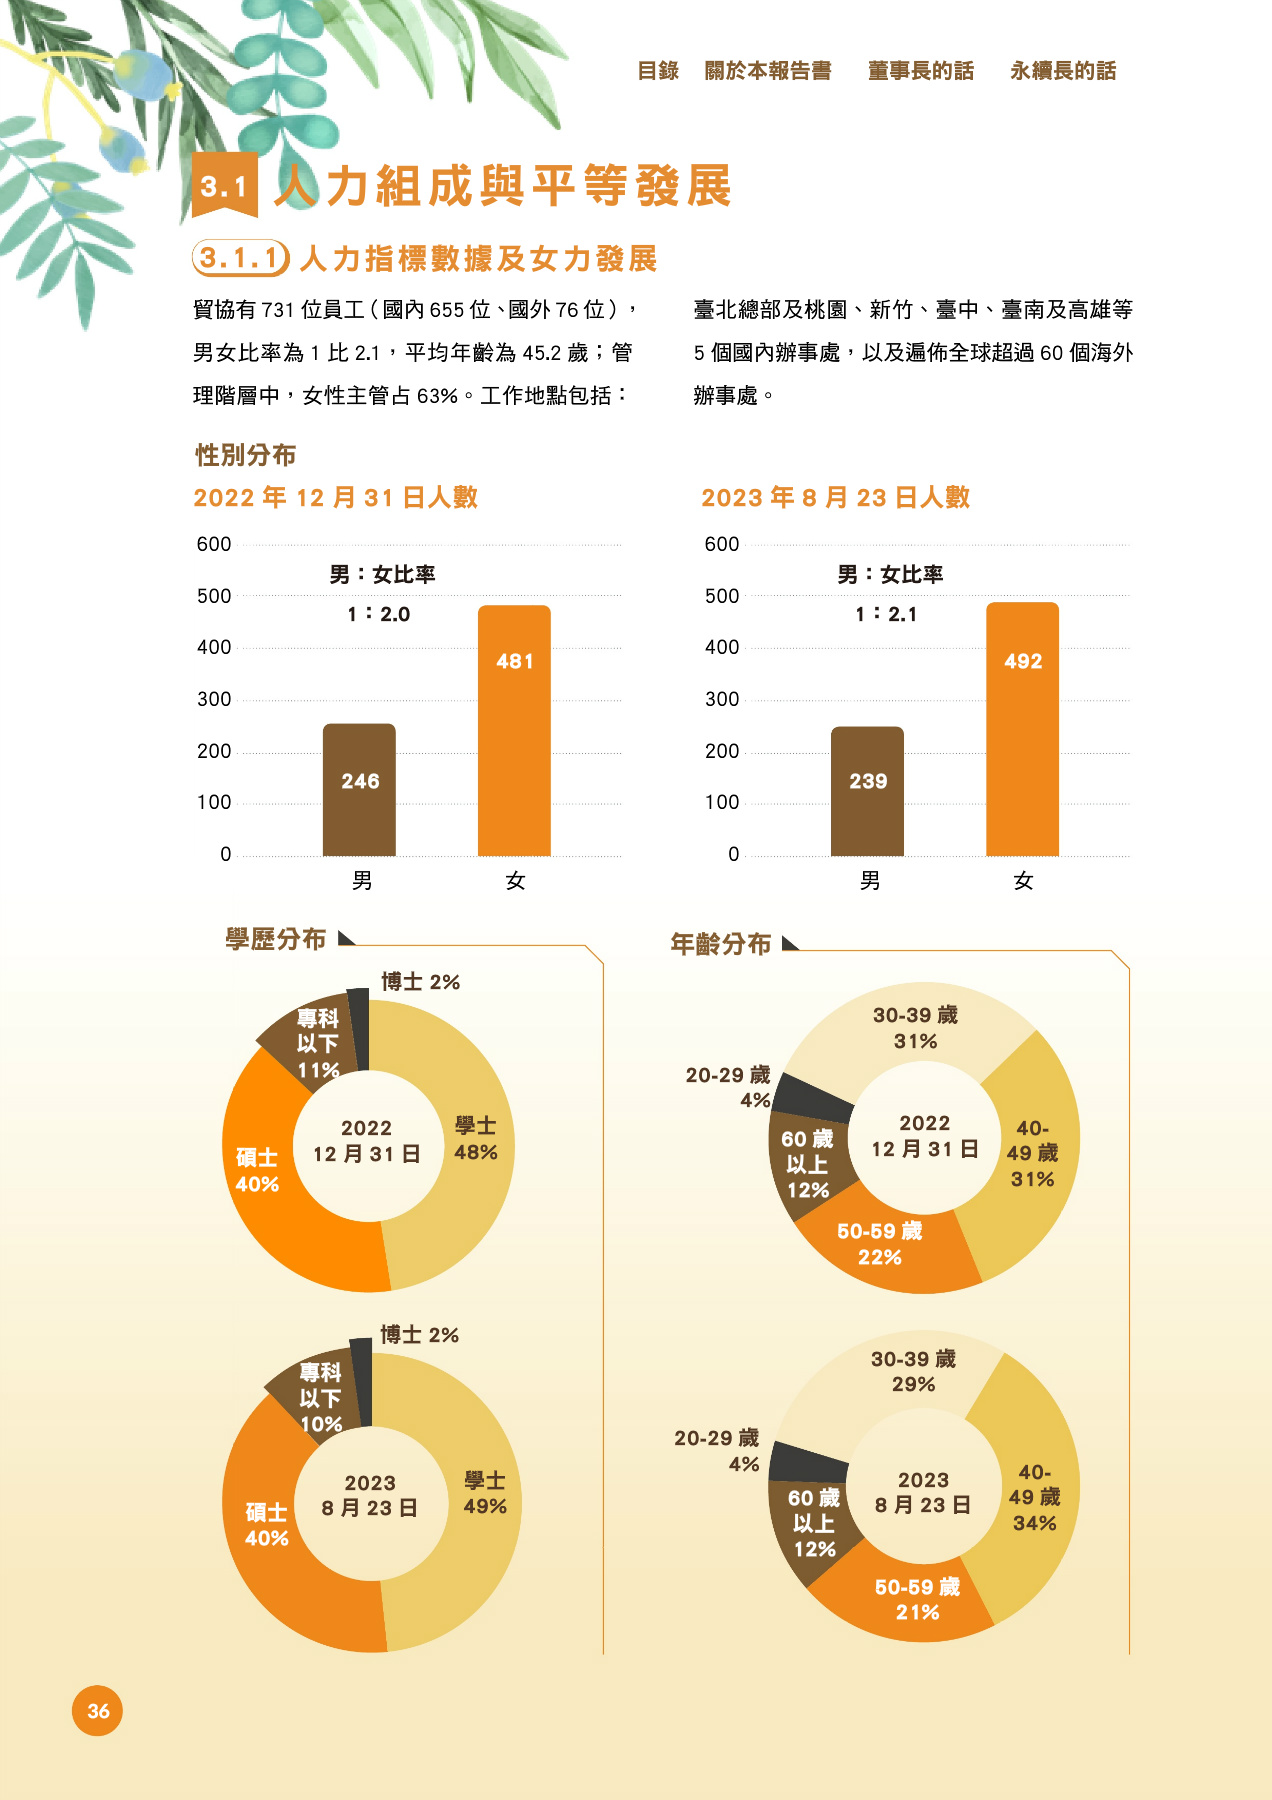 目錄 關於本報告書 董事長的話 永續長的話
3.1 人力組成與平等發展
3.1.1 人力指標數據及女力發展
貿協有 731 位員工（國內 655 位、國外 76 位），
男女比率為 1 比 2.1，平均年齡為 45.2 歲；管
理階層中，女性主管占 63%。工作地點包括：
臺北總部及桃園、新竹、臺中、臺南及高雄等
5 個國內辦事處，以及遍佈全球超過 60 個海外
辦事處。
性別分布
2022 年 12 月 31 日人數
600
500
400
300
200
100
0
男：女比率
1：2.0
246
481
男
女
2023 年 8 月 23 日人數
600
500
400
300
200
100
0
男：女比率
1：2.1
239
492
男
女
學歷分布
博士 2%
專科
以下
11%
碩士
40%
2022
12 月 31 日
學士
48%
博士 2%
專科
以下
10%
碩士
40%
2023
8 月 23 日
學士
49%
年齡分布
30-39 歲
31%
20-29 歲
4%
60 歲
以上
12%
50-59 歲
22%
2022
12 月 31 日
40-
49 歲
31%
30-39 歲
29%
20-29 歲
4%
60 歲
以上
12%
50-59 歲
21%
2023
8 月 23 日
40-
49 歲
34%
36